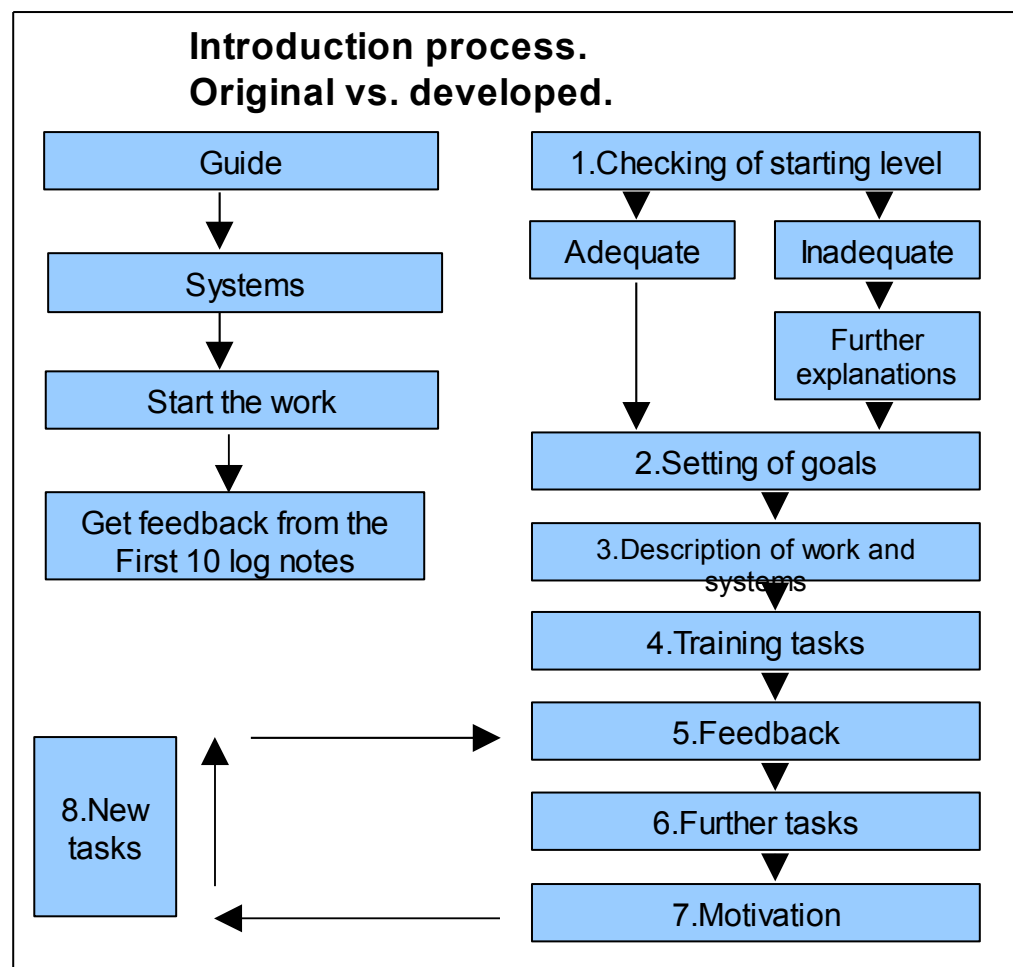 Introduction process.
Original vs. developed.
Guide
Systems
Start the work
Get feedback from the
First 10 log notes
1.Checking of starting level
Adequate
Inadequate
Further
explanations
2.Setting of goals
3.Description of work and
systems
4.Training tasks
5.Feedback
6.Further tasks
7.Motivation
8.New
tasks